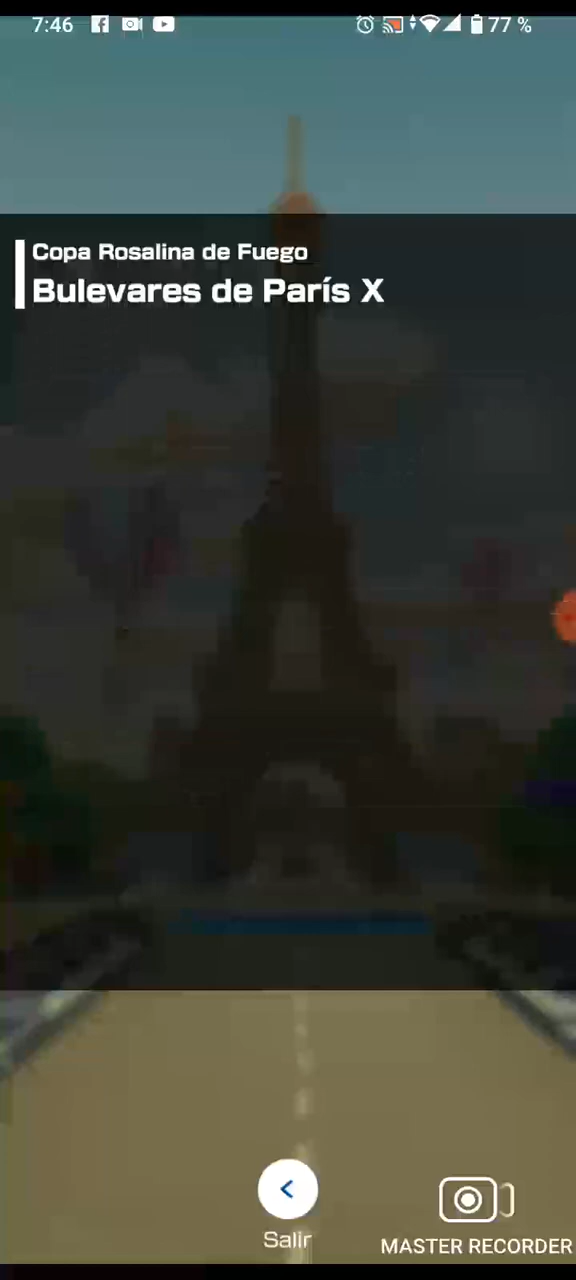 7:46
77 %
Copa Rosalina de Fuego
Bulevares de París X
Salir
MASTER RECORDER